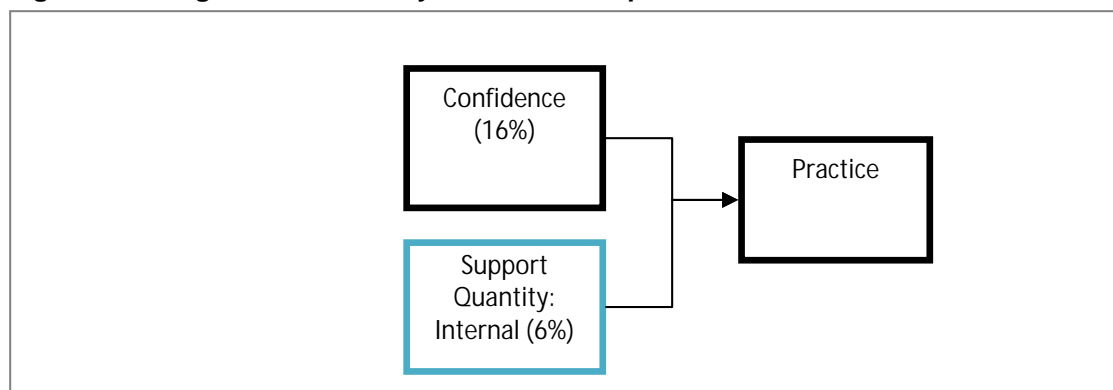 Confidence
(16%)
Practice
Support
Quantity:
Internal (6%)